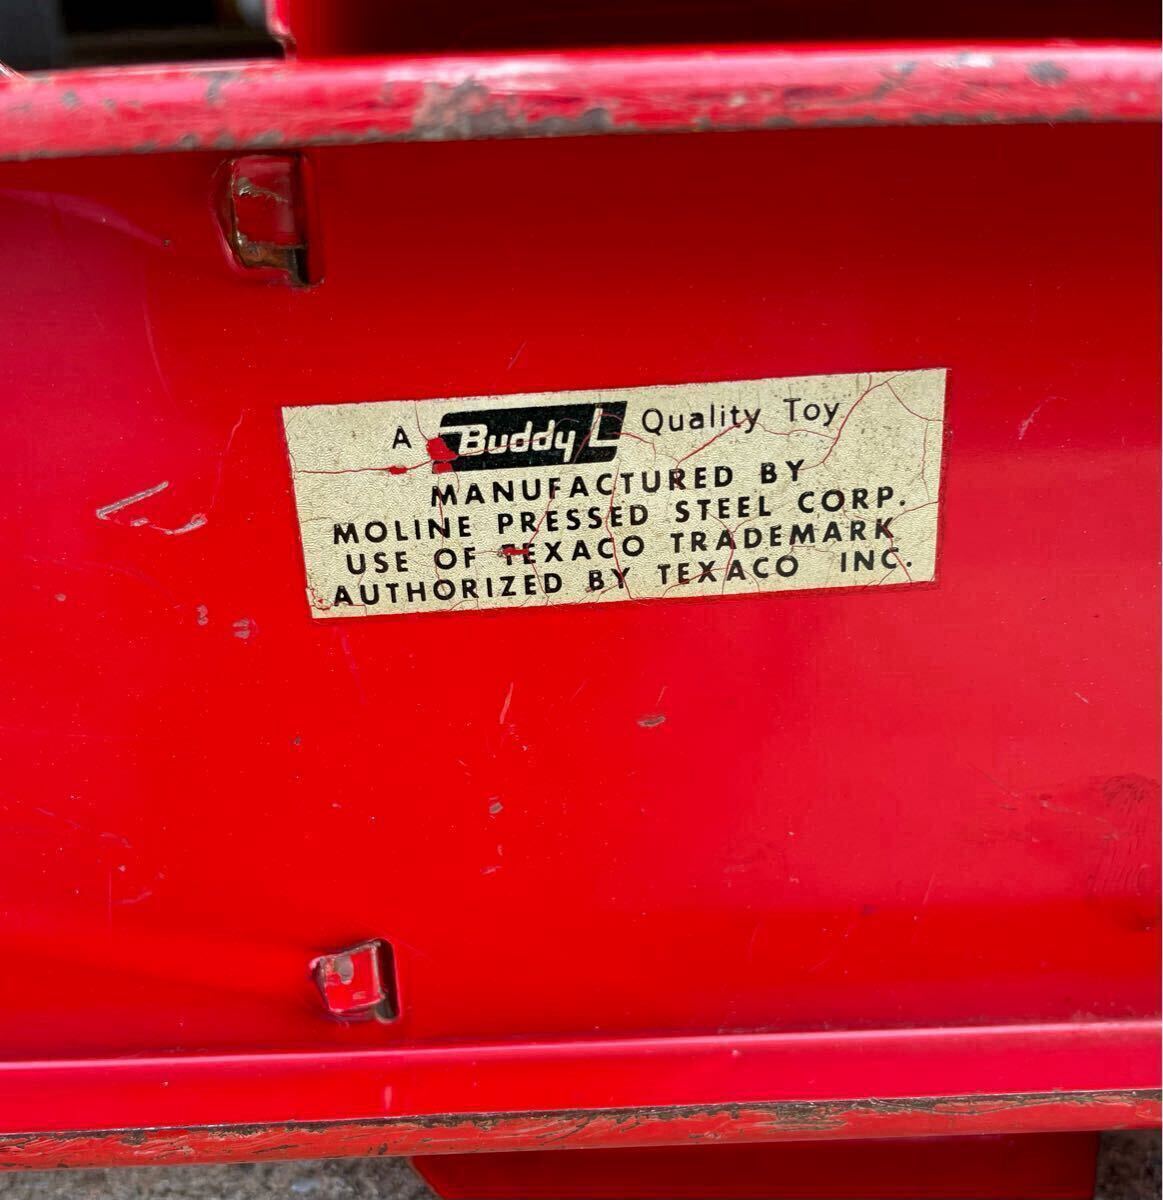 A Buddy L Quality Toy
MANUFACTURED BY
MOLINE PRESSED STEEL CORP.
USE OF TEXACO TRADEMARK
AUTHORIZED BY TEXACO INC.